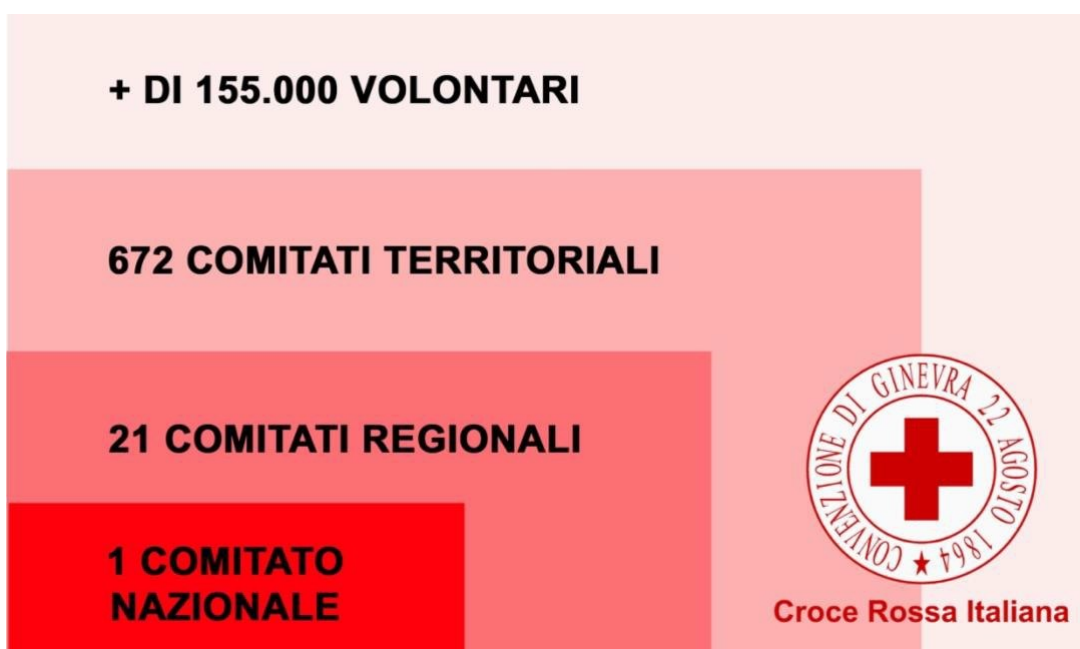 + DI 155.000 VOLONTARI
672 COMITATI TERRITORIALI
21 COMITATI REGIONALI
1 COMITATO
NAZIONALE
CONVENZIONE DI GINEVRA 22 AGOSTO 1864
Croce Rossa Italiana